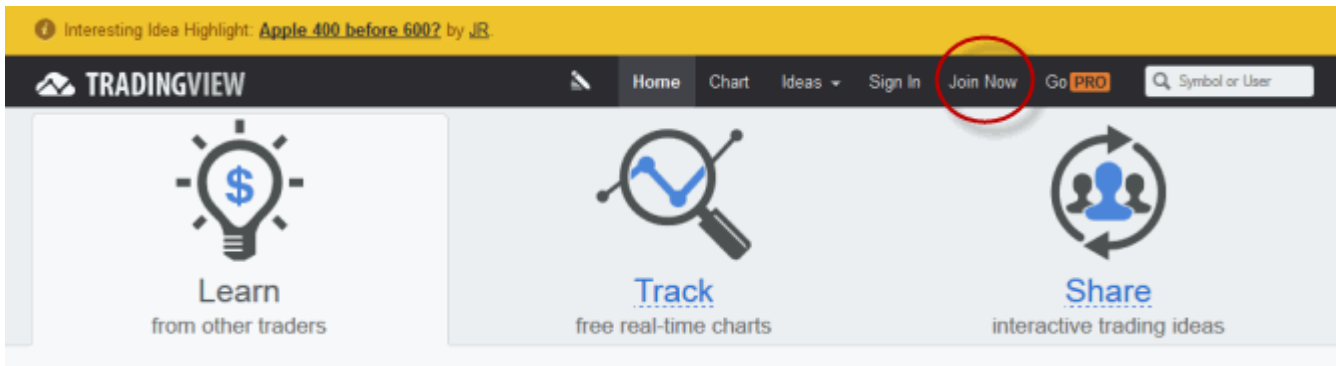 Interesting Idea Highlight: Apple 400 before 600? by JR.
TRADINGVIEW Home Chart Ideas Sign In Join Now Go PRO Symbol or User
$
Learn
from other traders
Track
free real-time charts
Share
interactive trading ideas